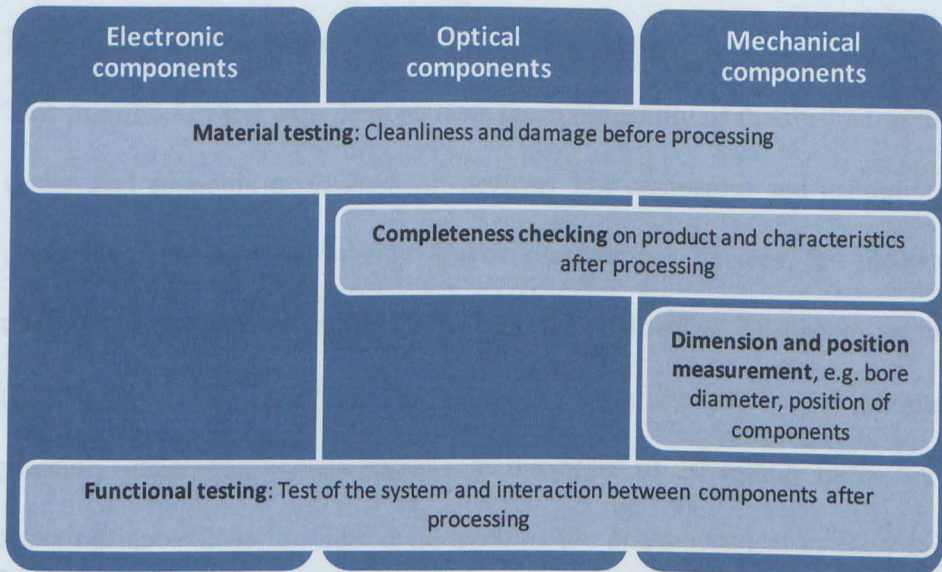 Electronic
components
Optical
components
Mechanical
components
Material testing: Cleanliness and damage before processing
Completeness checking on product and characteristics
after processing
Dimension and position
measurement, e.g. bore
diameter, position of
components
Functional testing: Test of the system and interaction between components after
processing